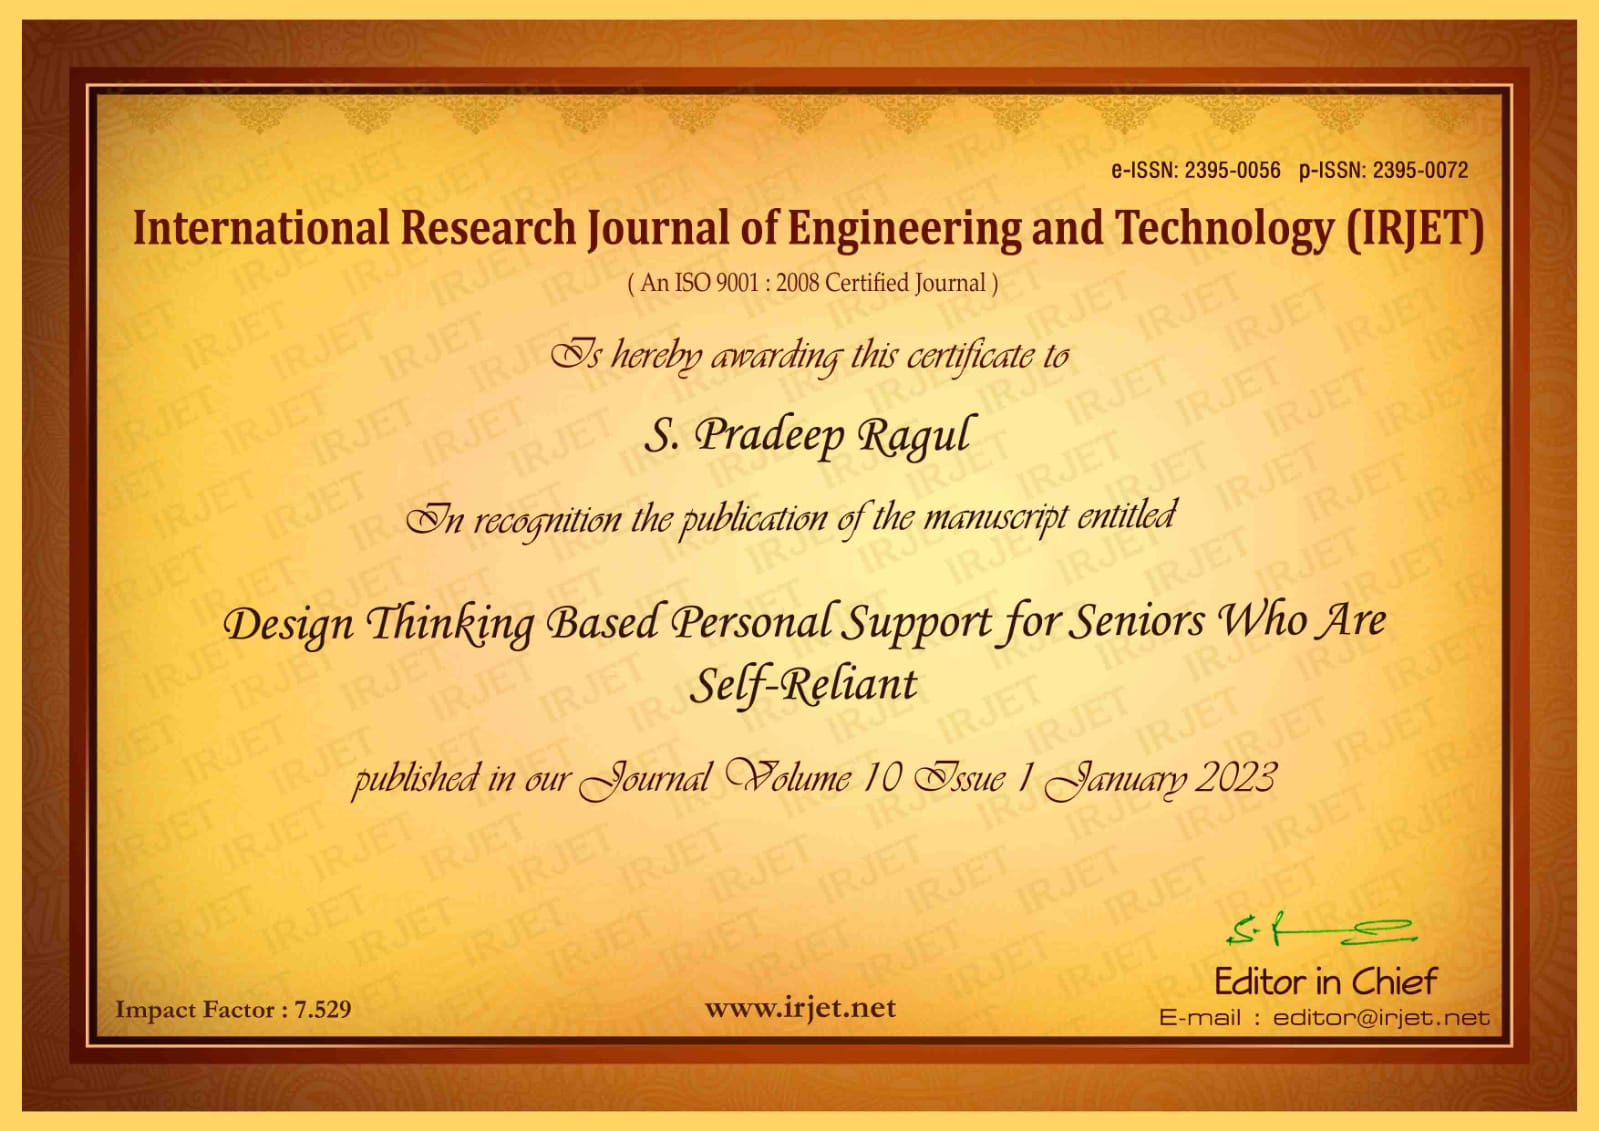 e-ISSN: 2395-0056 p-ISSN: 2395-0072
International Research Journal of Engineering and Technology (IRJET)
( An ISO 9001 : 2008 Certified Journal )
Is hereby awarding this certificate to
S. Pradeep Ragul
In recognition the publication of the manuscript entitled
Design Thinking Based Personal Support for Seniors Who Are
Self-Reliant
published in our Journal Volume 10 Issue 1 January 2023
Editor in Chief
Impact Factor : 7.529
www.irjet.net
E-mail : editor@irjet.net